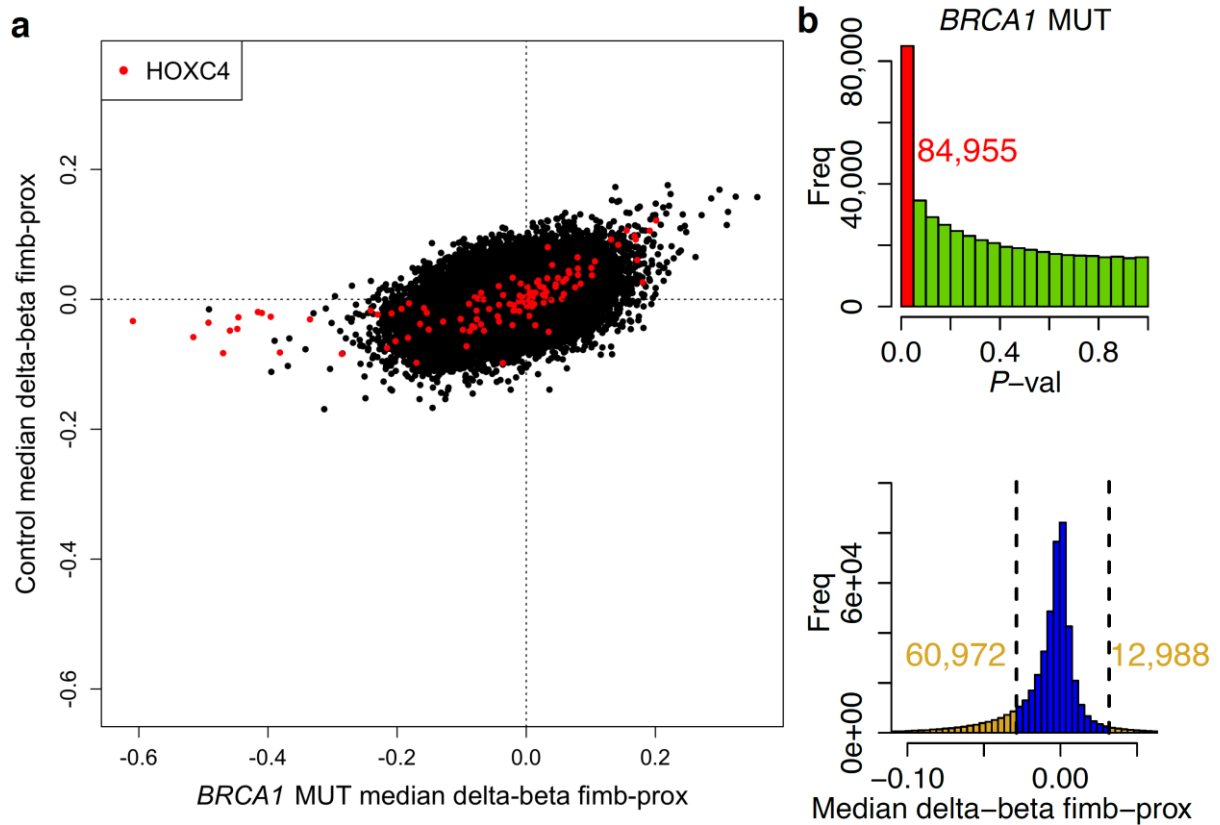 a
HOXC4
Control median delta-beta fimb-prox
0.2
0.0
-0.2
-0.4
-0.6
-0.6
-0.4
-0.2
0.0
0.2
BRCA1 MUT median delta-beta fimb-prox
b
BRCA1 MUT
Freq
80,000
40,000
0
84,955
0.0
0.4
0.8
P-val
Freq
6e+04
0e+00
60,972
12,988
−0.10
0.00
Median delta−beta fimb−prox